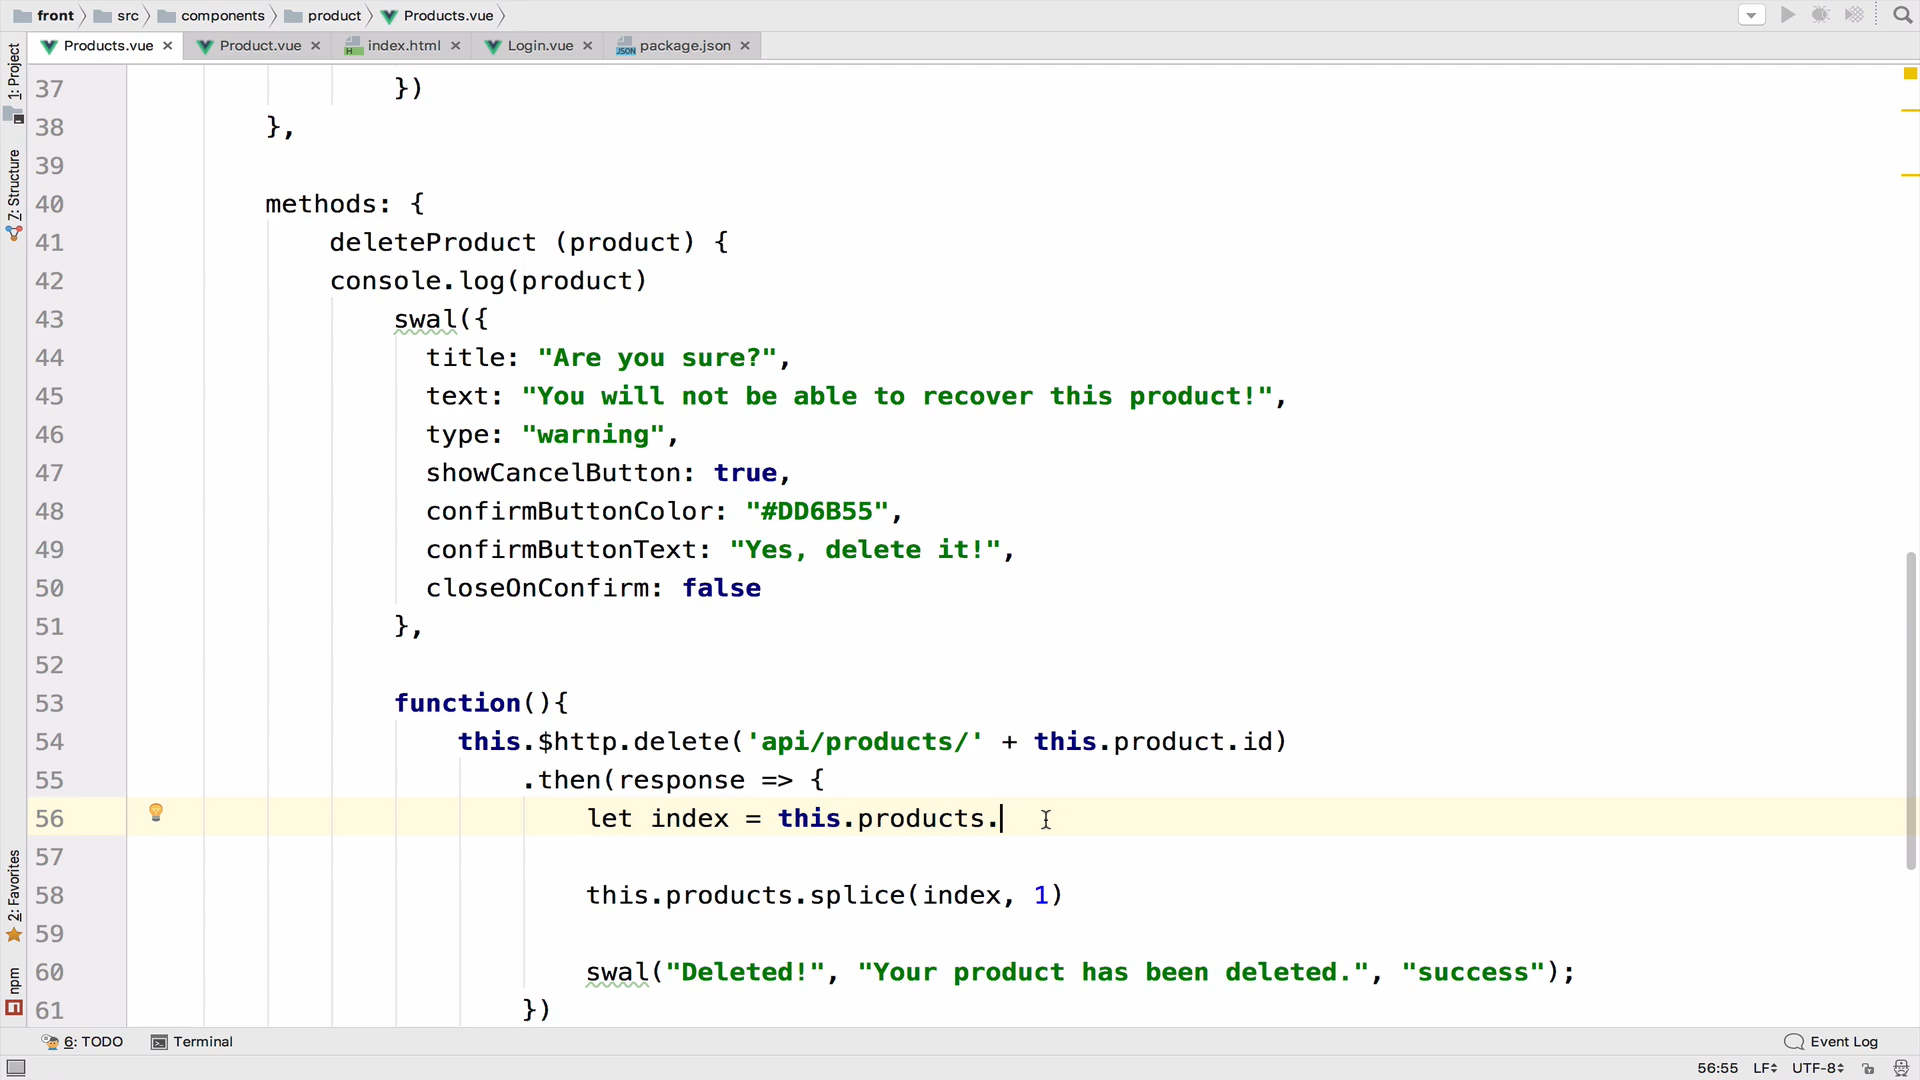 front src components product Products.vue
Products.vue Product.vue index.html Login.vue package.json
1: Project
7: Structure
2: Favorites
npm
37 })
38 },
39
40 methods: {
41 deleteProduct (product) {
42 console.log(product)
43 swal({
44 title: "Are you sure?",
45 text: "You will not be able to recover this product!",
46 type: "warning",
47 showCancelButton: true,
48 confirmButtonColor: "#DD6B55",
49 confirmButtonText: "Yes, delete it!",
50 closeOnConfirm: false
51 },
52
53 function(){
54 this.$http.delete('api/products/' + this.product.id)
55 .then(response => {
56 let index = this.products.
57
58 this.products.splice(index, 1)
59
60 swal("Deleted!", "Your product has been deleted.", "success");
61 })
6: TODO Terminal Event Log
56:55 LF UTF-8